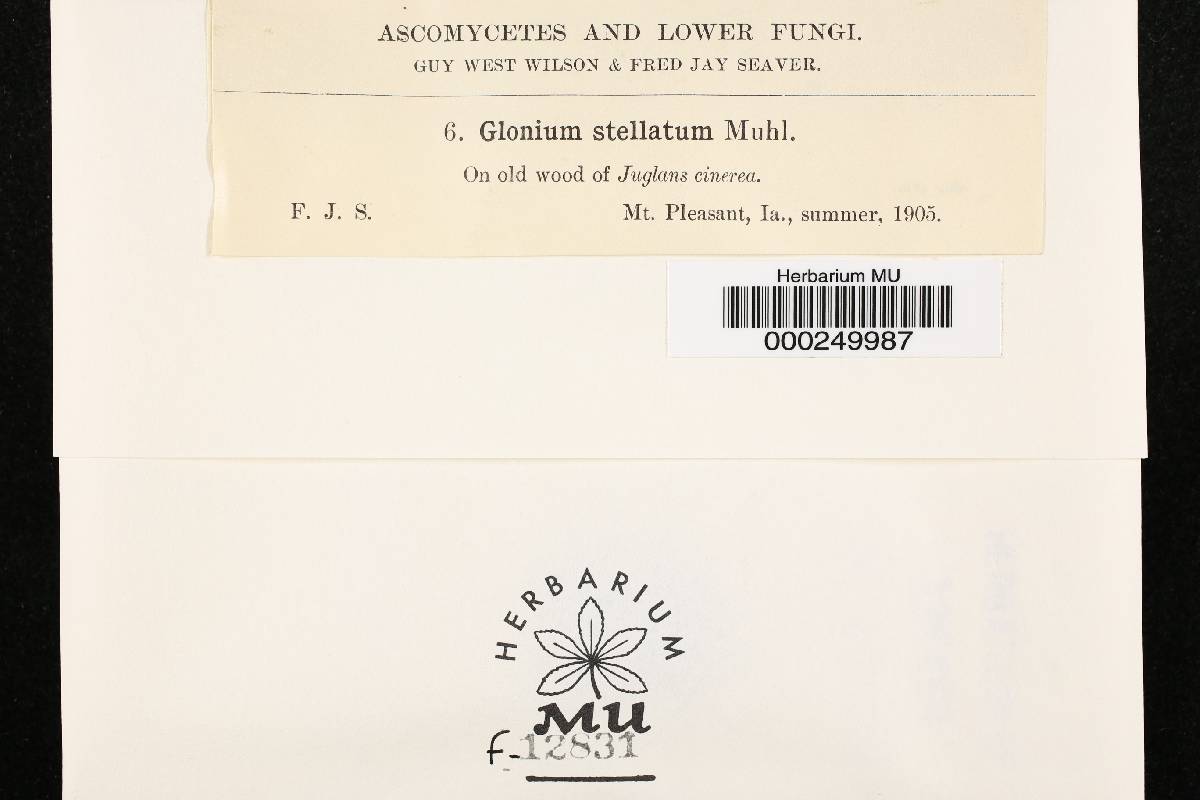 ASCOMYCETES AND LOWER FUNGI.
GUY WEST WILSON & FRED JAY SEAVER.
6. Glonium stellatum Muhl.
On old wood of Juglans cinerea.
F. J. S. Mt. Pleasant, Ia., summer, 1905.
Herbarium MU
000249987
HERBARIUM
MU
f-12831